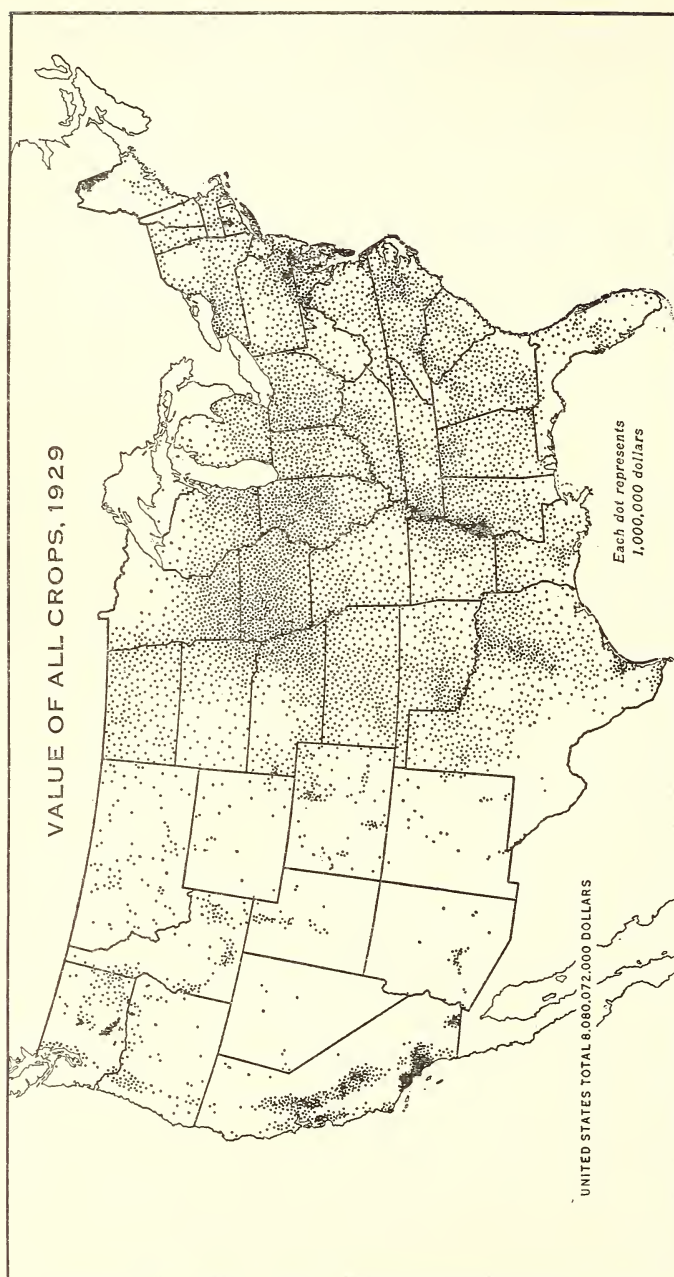 VALUE OF ALL CROPS, 1929
Each dot represents
1,000,000 dollars
UNITED STATES TOTAL 8,080,072,000 DOLLARS